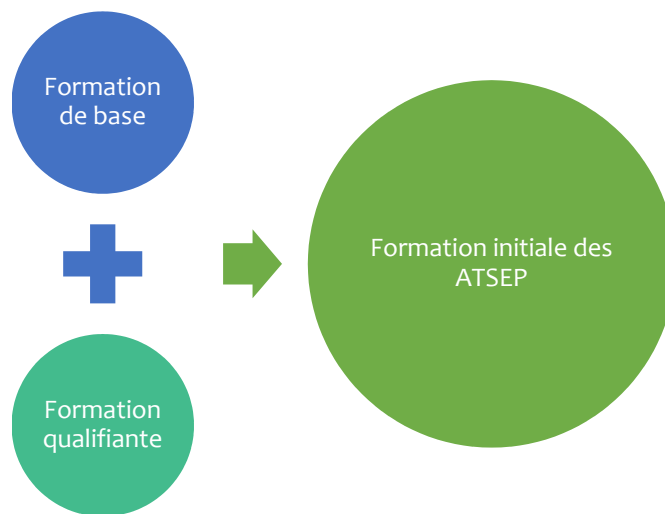 Formation
de base
Formation
qualifiante
Formation initiale des
ATSEP